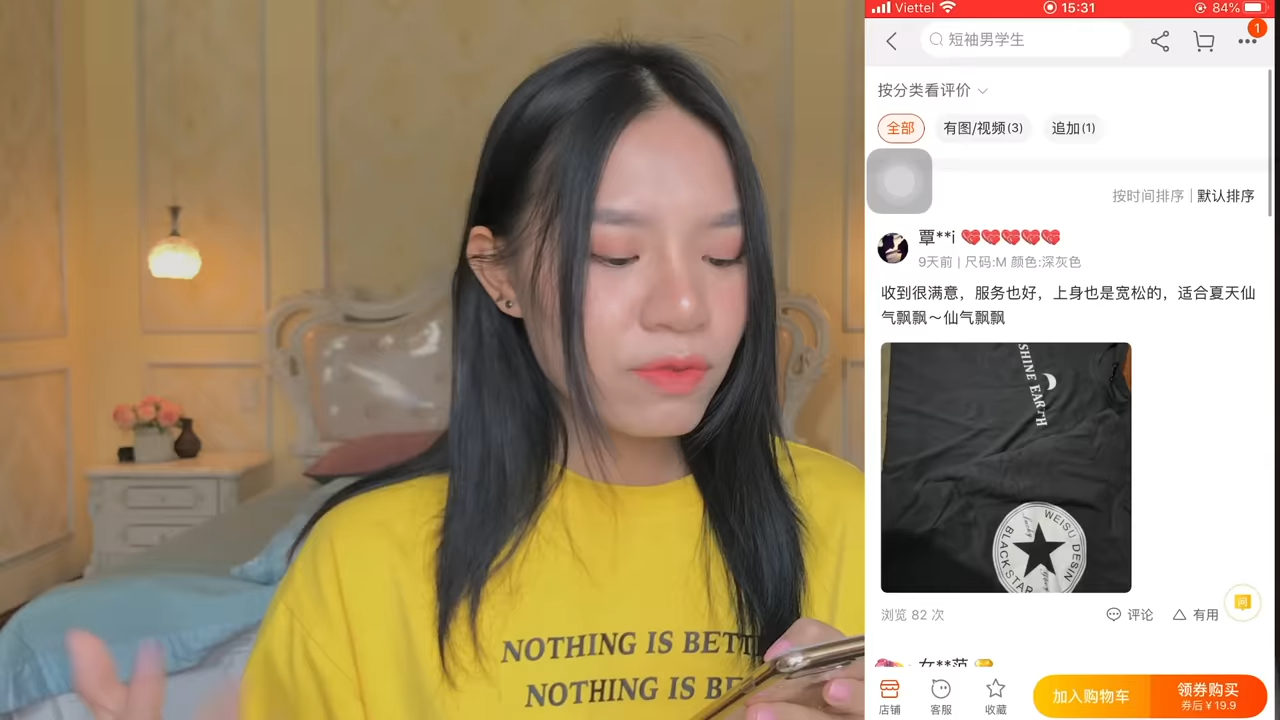 Viettel
15:31
84%
短袖男学生
1
按分类看评价
全部
有图/视频(3)
追加(1)
按时间排序|默认排序
覃**i
9天前 | 尺码:M 颜色:深灰色
收到很满意，服务也好，上身也是宽松的，适合夏天仙
气飘飘～仙气飘飘
SHINE EARTH
WEISU DESIN
BLACK STAR
浏览 82 次
评论
有用
问
女**范
店铺
客服
收藏
加入购物车
领券购买
券后￥19.9
NOTHING IS BETT
NOTHING IS BE